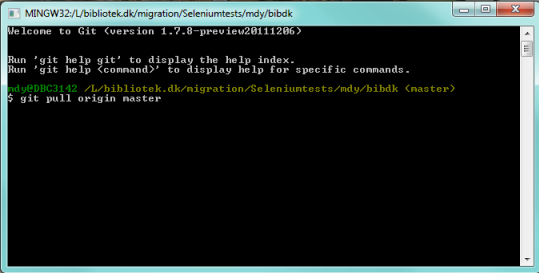 MINGW32:/L/bibliotek.dk/migration/Seleniumtests/mdy/bibdk
Welcome to Git (version 1.7.8-preview20111206)
Run 'git help git' to display the help index.
Run 'git help <command>' to display help for specific commands.
mdy@DBC3142 /L/bibliotek.dk/migration/Seleniumtests/mdy/bibdk (master)
$ git pull origin master